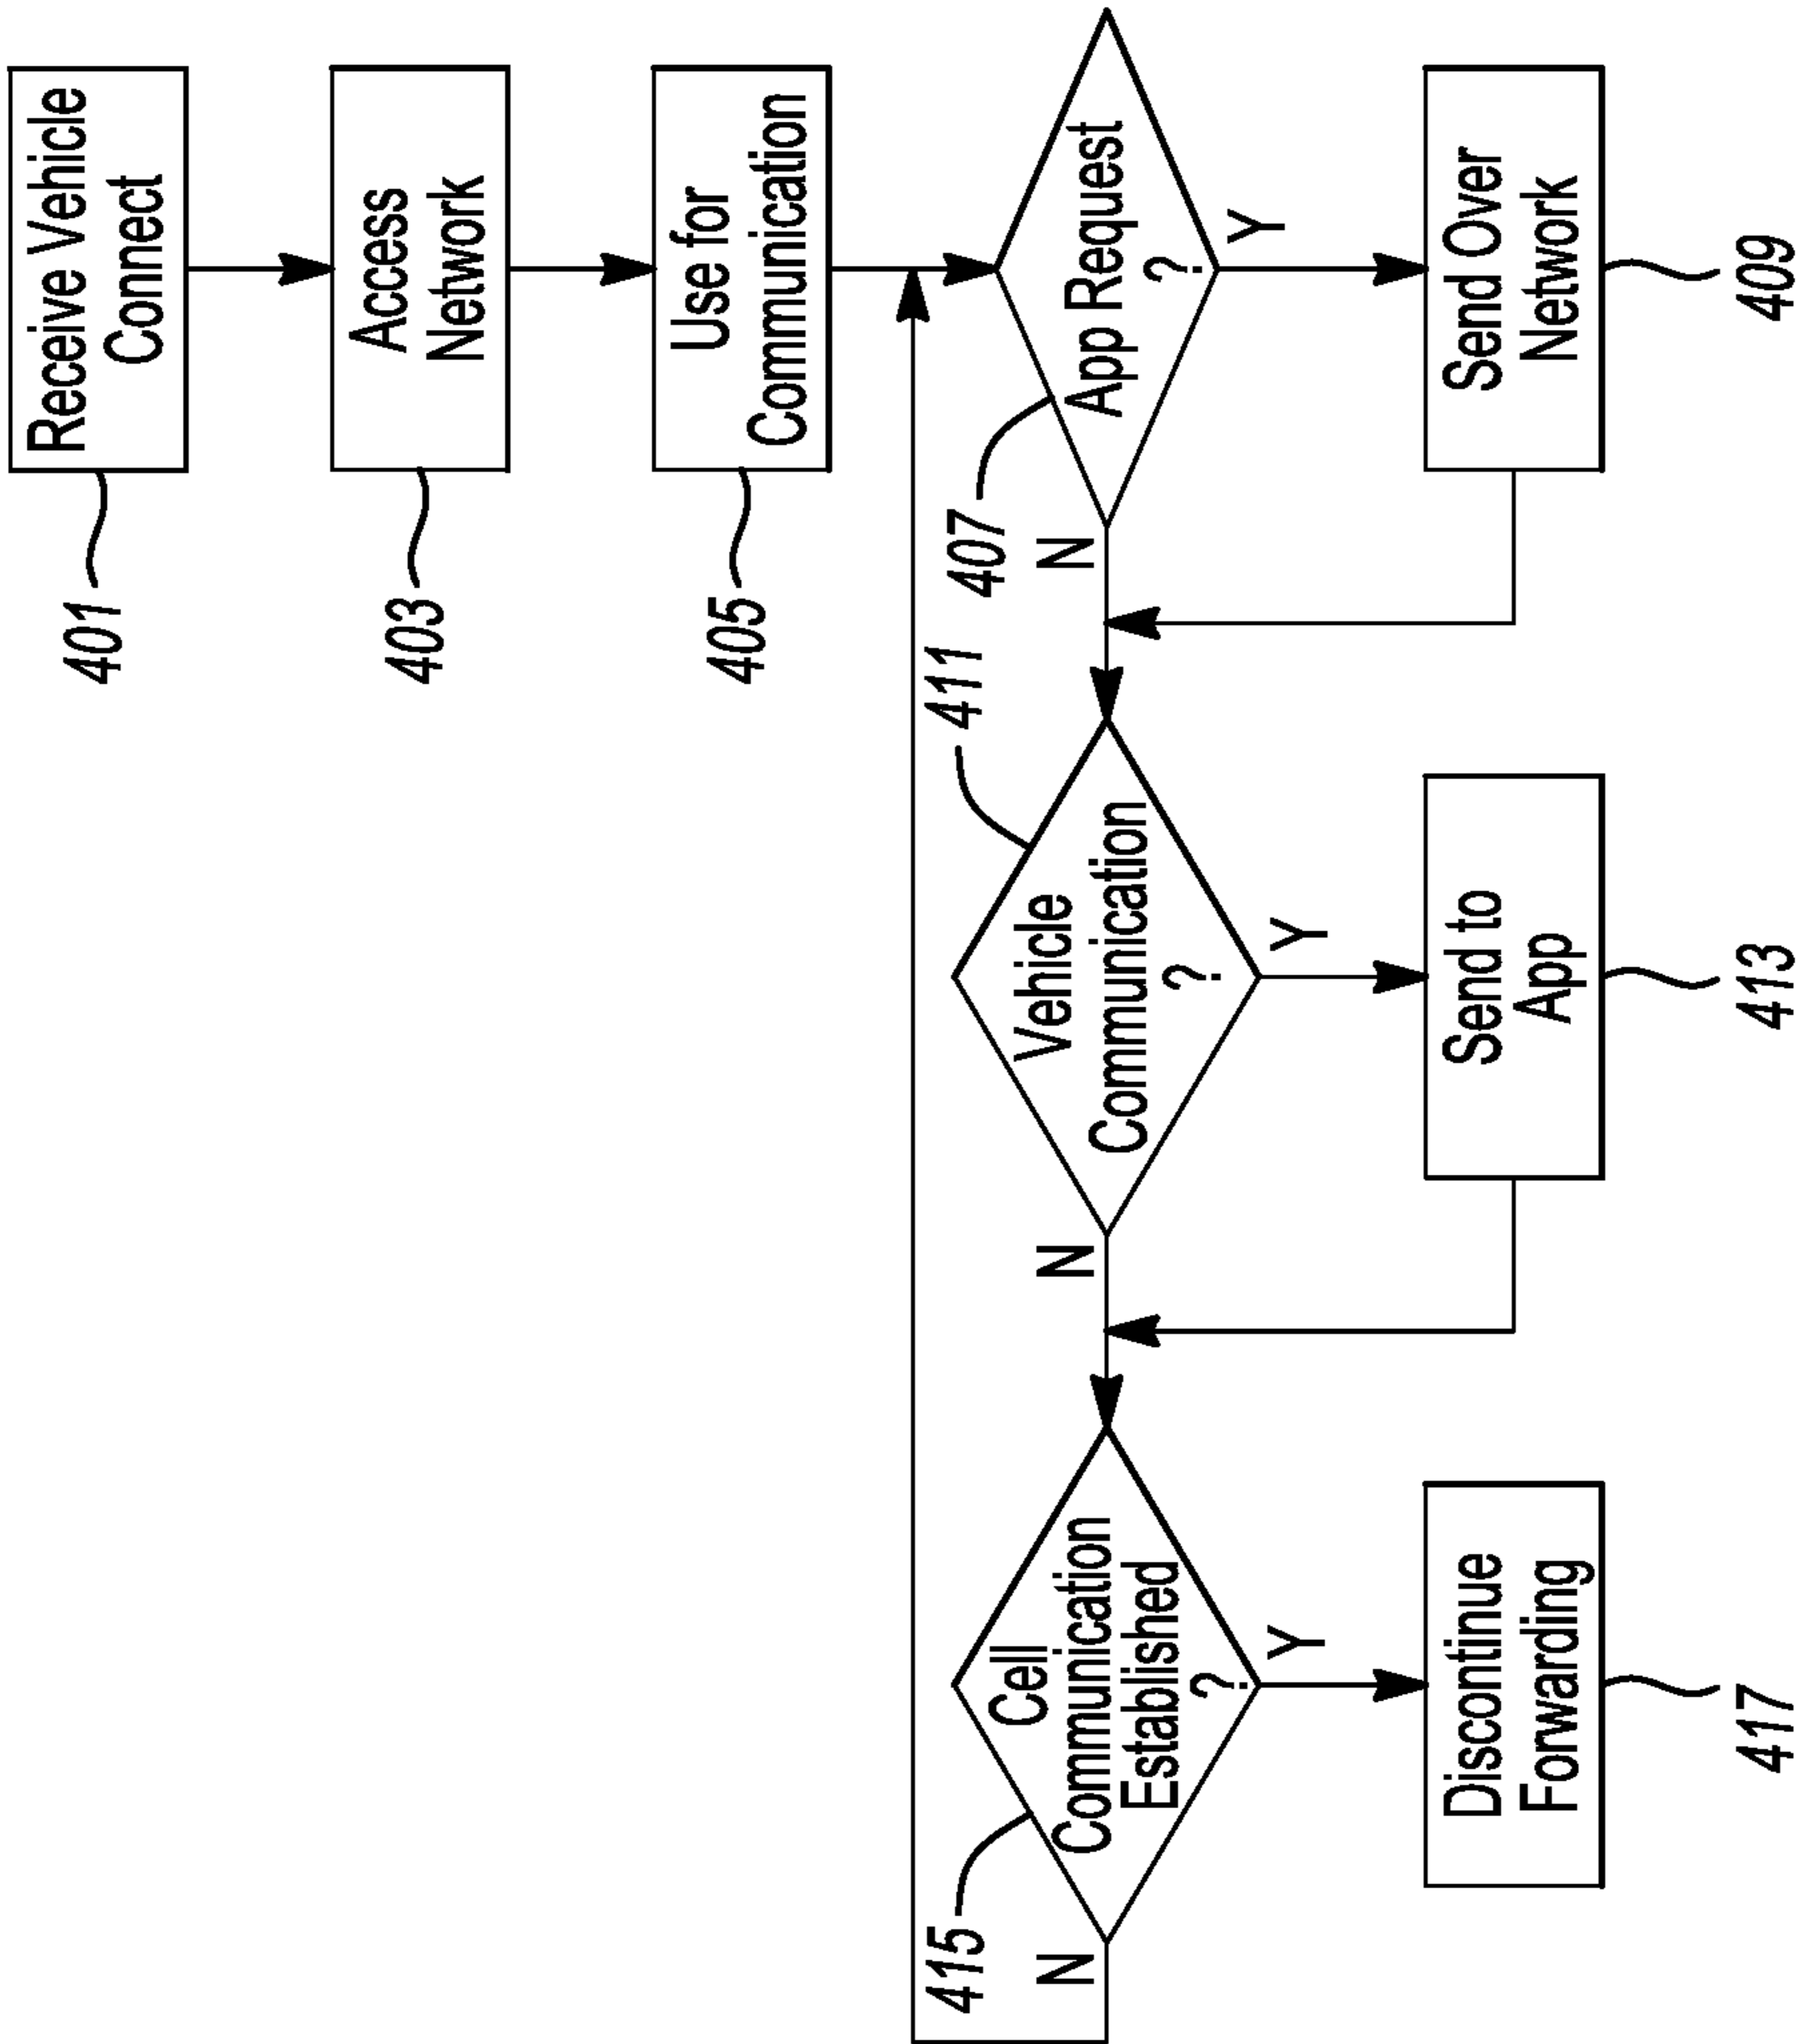 Receive Vehicle
Connect
401
Access
Network
403
Use for
Communication
405
App Request
?
407
N
Y
Send Over
Network
409
Vehicle
Communication
?
411
N
Y
Send to
App
413
Cell
Communication
Established
?
415
N
Y
Discontinue
Forwarding
417